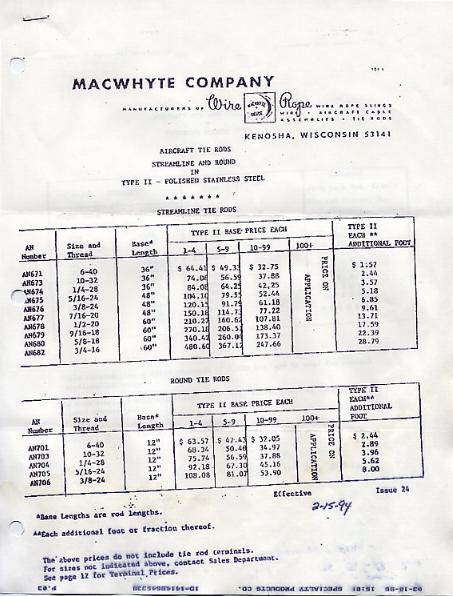 MACWHYTE COMPANY
MANUFACTURERS OF Wire Rope WIRE ROPE SLINGS
WIRE • AIRCRAFT CABLE
ASSEMBLIES • TIE RODS
KENOSHA, WISCONSIN 53141
AIRCRAFT TIE RODS
STREAMLINE AND ROUND
IN
TYPE II - POLISHED STAINLESS STEEL
* * * * * * *
STREAMLINE TIE RODS
AN Number Size and Thread Base* Length TYPE II BASE PRICE EACH TYPE II EACH ** ADDITIONAL FOOT
1-4 5-9 10-99 100+
PRICE ON APPLICATION
AN671 6-40 36" $ 64.41 $ 49.33 $ 32.75 $ 1.57
AN673 10-32 36" 74.06 56.59 37.88 2.44
AN674 1/4-28 36" 84.08 64.25 42.25 3.57
AN675 5/16-24 48" 104.10 79.55 52.44 5.18
AN676 3/8-24 48" 120.15 91.79 61.18 6.85
AN677 7/16-20 48" 150.18 114.73 77.22 9.61
AN678 1/2-20 60" 210.27 160.62 107.81 13.71
AN679 9/16-18 60" 270.18 206.51 138.40 17.59
AN680 5/8-18 60" 340.42 260.08 173.37 22.39
AN682 3/4-16 60" 480.60 367.12 247.66 28.79
ROUND TIE RODS
AN Number Size and Thread Base* Length TYPE II BASE PRICE EACH TYPE II EACH** ADDITIONAL FOOT
1-4 5-9 10-99 100+
PRICE ON APPLICATION
AN701 6-40 12" $ 63.57 $ 47.43 $ 32.05 $ 2.44
AN703 10-32 12" 68.24 50.48 34.97 2.89
AN704 1/4-28 12" 75.74 56.59 37.88 3.96
AN705 5/16-24 12" 92.18 67.30 45.16 5.62
AN706 3/8-24 12" 108.08 81.07 53.90 8.00
Effective Issue 24
2-15-94
*Base Lengths are rod lengths.
**Each additional foot or fraction thereof.
The above prices do not include tie rod terminals.
For sizes not indicated above, contact Sales Department.
See page 12 for Terminal Prices.
SPECIALTY PRODUCTS CO. P.03